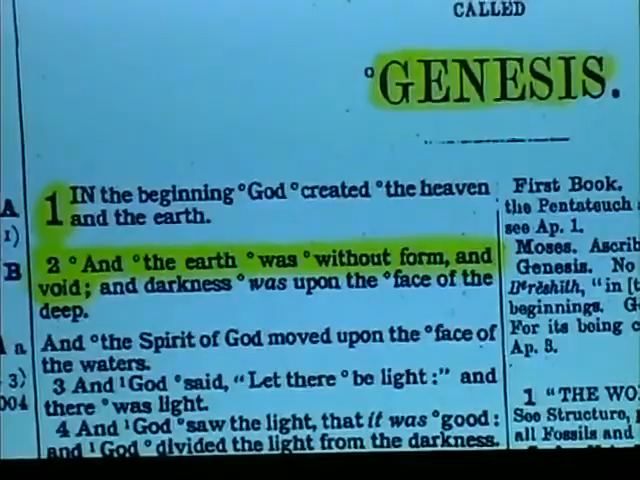 CALLED
°GENESIS.
1 IN the beginning °God °created °the heaven
and the earth.
2 ° And °the earth °was °without form, and
void; and darkness °was upon the °face of the
deep.
And °the Spirit of God moved upon the °face of
the waters.
3 And ¹God °said, “Let there °be light:” and
there °was light.
4 And ¹God °saw the light, that it was °good:
and ¹God °divided the light from the darkness.
A
1)
B
A a
3)
004
First Book.
the Pentateuch
see Ap. 1.
Moses. Ascrib
Genesis. No
"in [t
beginnings. G
For its being c
Ap. 8.
1 "THE WO
See Structure,
all Fossils and